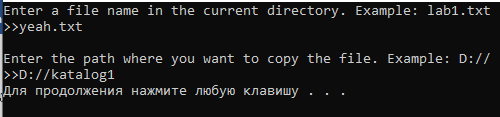 Enter a file name in the current directory. Example: lab1.txt
>>yeah.txt
Enter the path where you want to copy the file. Example: D://
>>D://katalog1
Для продолжения нажмите любую клавишу . . .